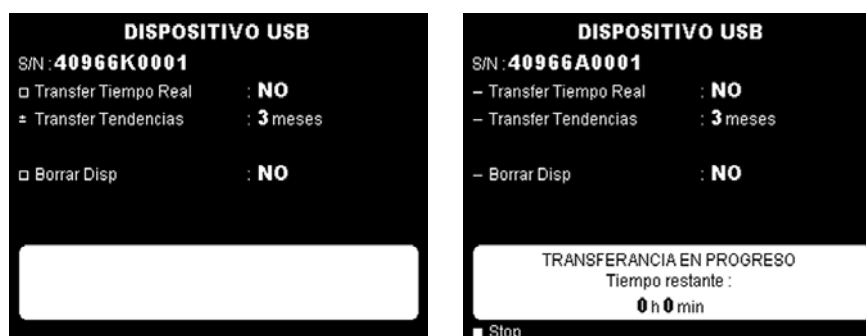 DISPOSITIVO USB
S/N : 40966K0001
Transfer Tiempo Real : NO
± Transfer Tendencias : 3 meses
Borrar Disp : NO
DISPOSITIVO USB
S/N : 40966A0001
– Transfer Tiempo Real : NO
– Transfer Tendencias : 3 meses
– Borrar Disp : NO
TRANSFERANCIA EN PROGRESO
Tiempo restante :
0 h 0 min
Stop